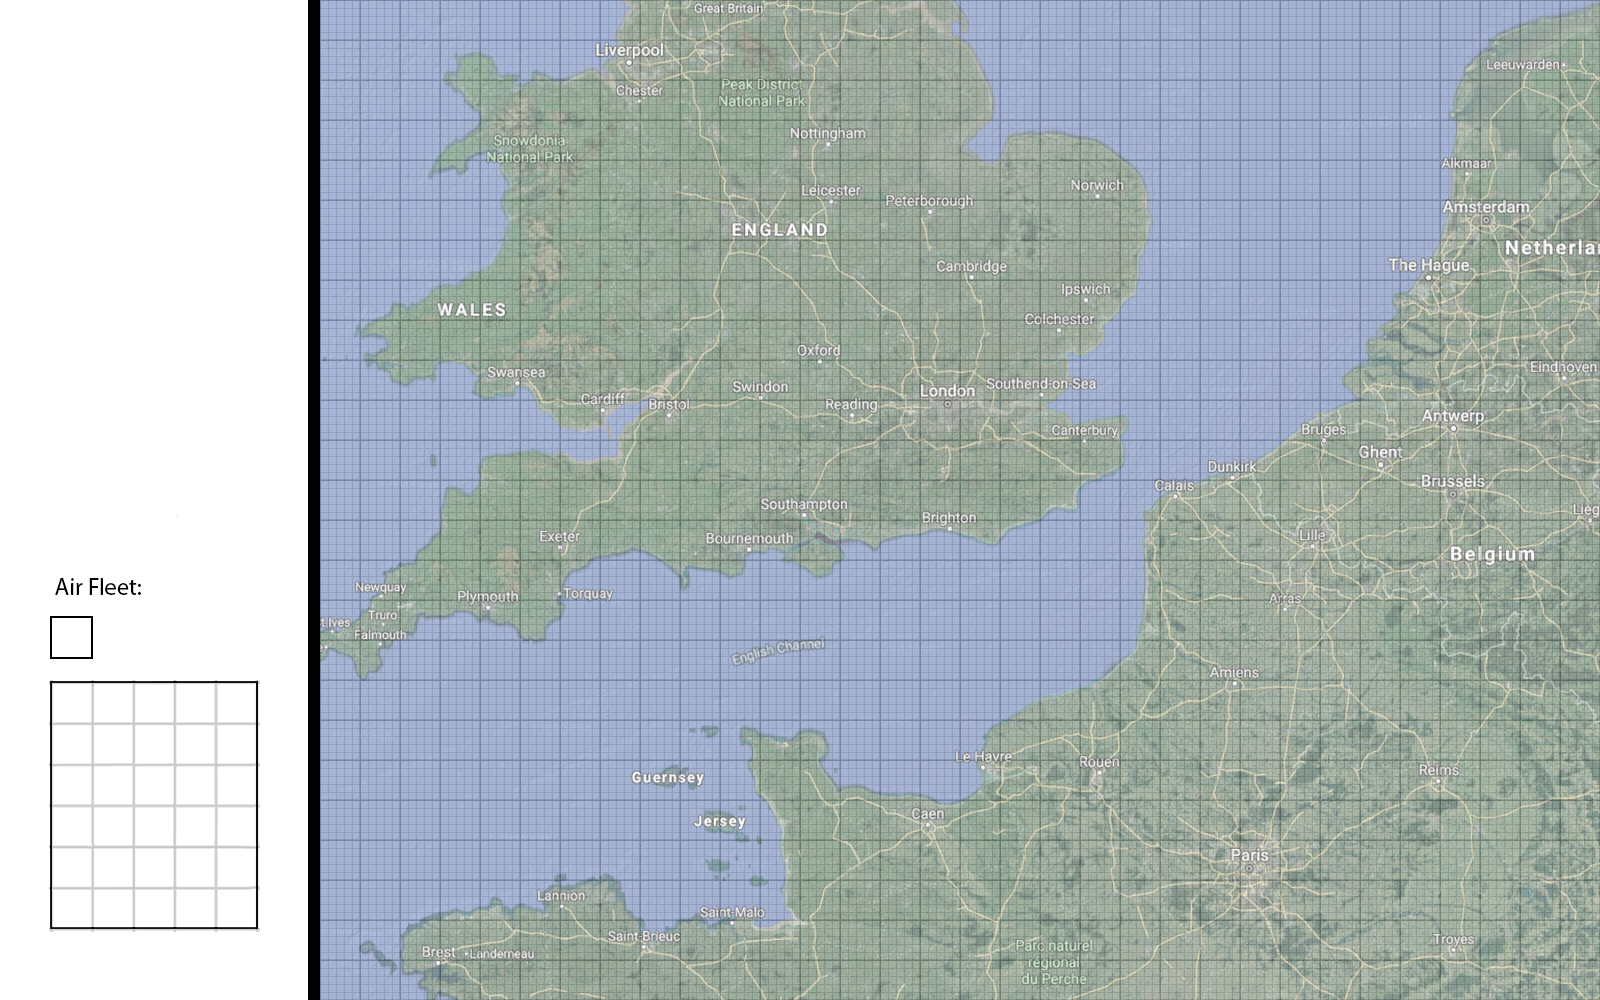 Great Britain
Liverpool
Chester
Peak District
National Park
Leeuwarden
Nottingham
Snowdonia
National Park
Alkmaar
Leicester
Norwich
Peterborough
Amsterdam
ENGLAND
Netherlan
Cambridge
The Hague
Ipswich
WALES
Colchester
Oxford
Eindhoven
Swansea
Swindon
London
Southend-on-Sea
Cardiff
Bristol
Reading
Antwerp
Canterbury
Bruges
Ghent
Dunkirk
Calais
Brussels
Southampton
Brighton
Lièg
Exeter
Bournemouth
Lille
Belgium
Air Fleet:
Newquay
Plymouth
Torquay
Arras
Truro
t Ives
Falmouth
English Channel
Amiens
Le Havre
Rouen
Reims
Guernsey
Jersey
Caen
Paris
Lannion
Saint-Malo
Saint-Brieuc
Troyes
Brest
Landerneau
Parc naturel
régional
du Perche